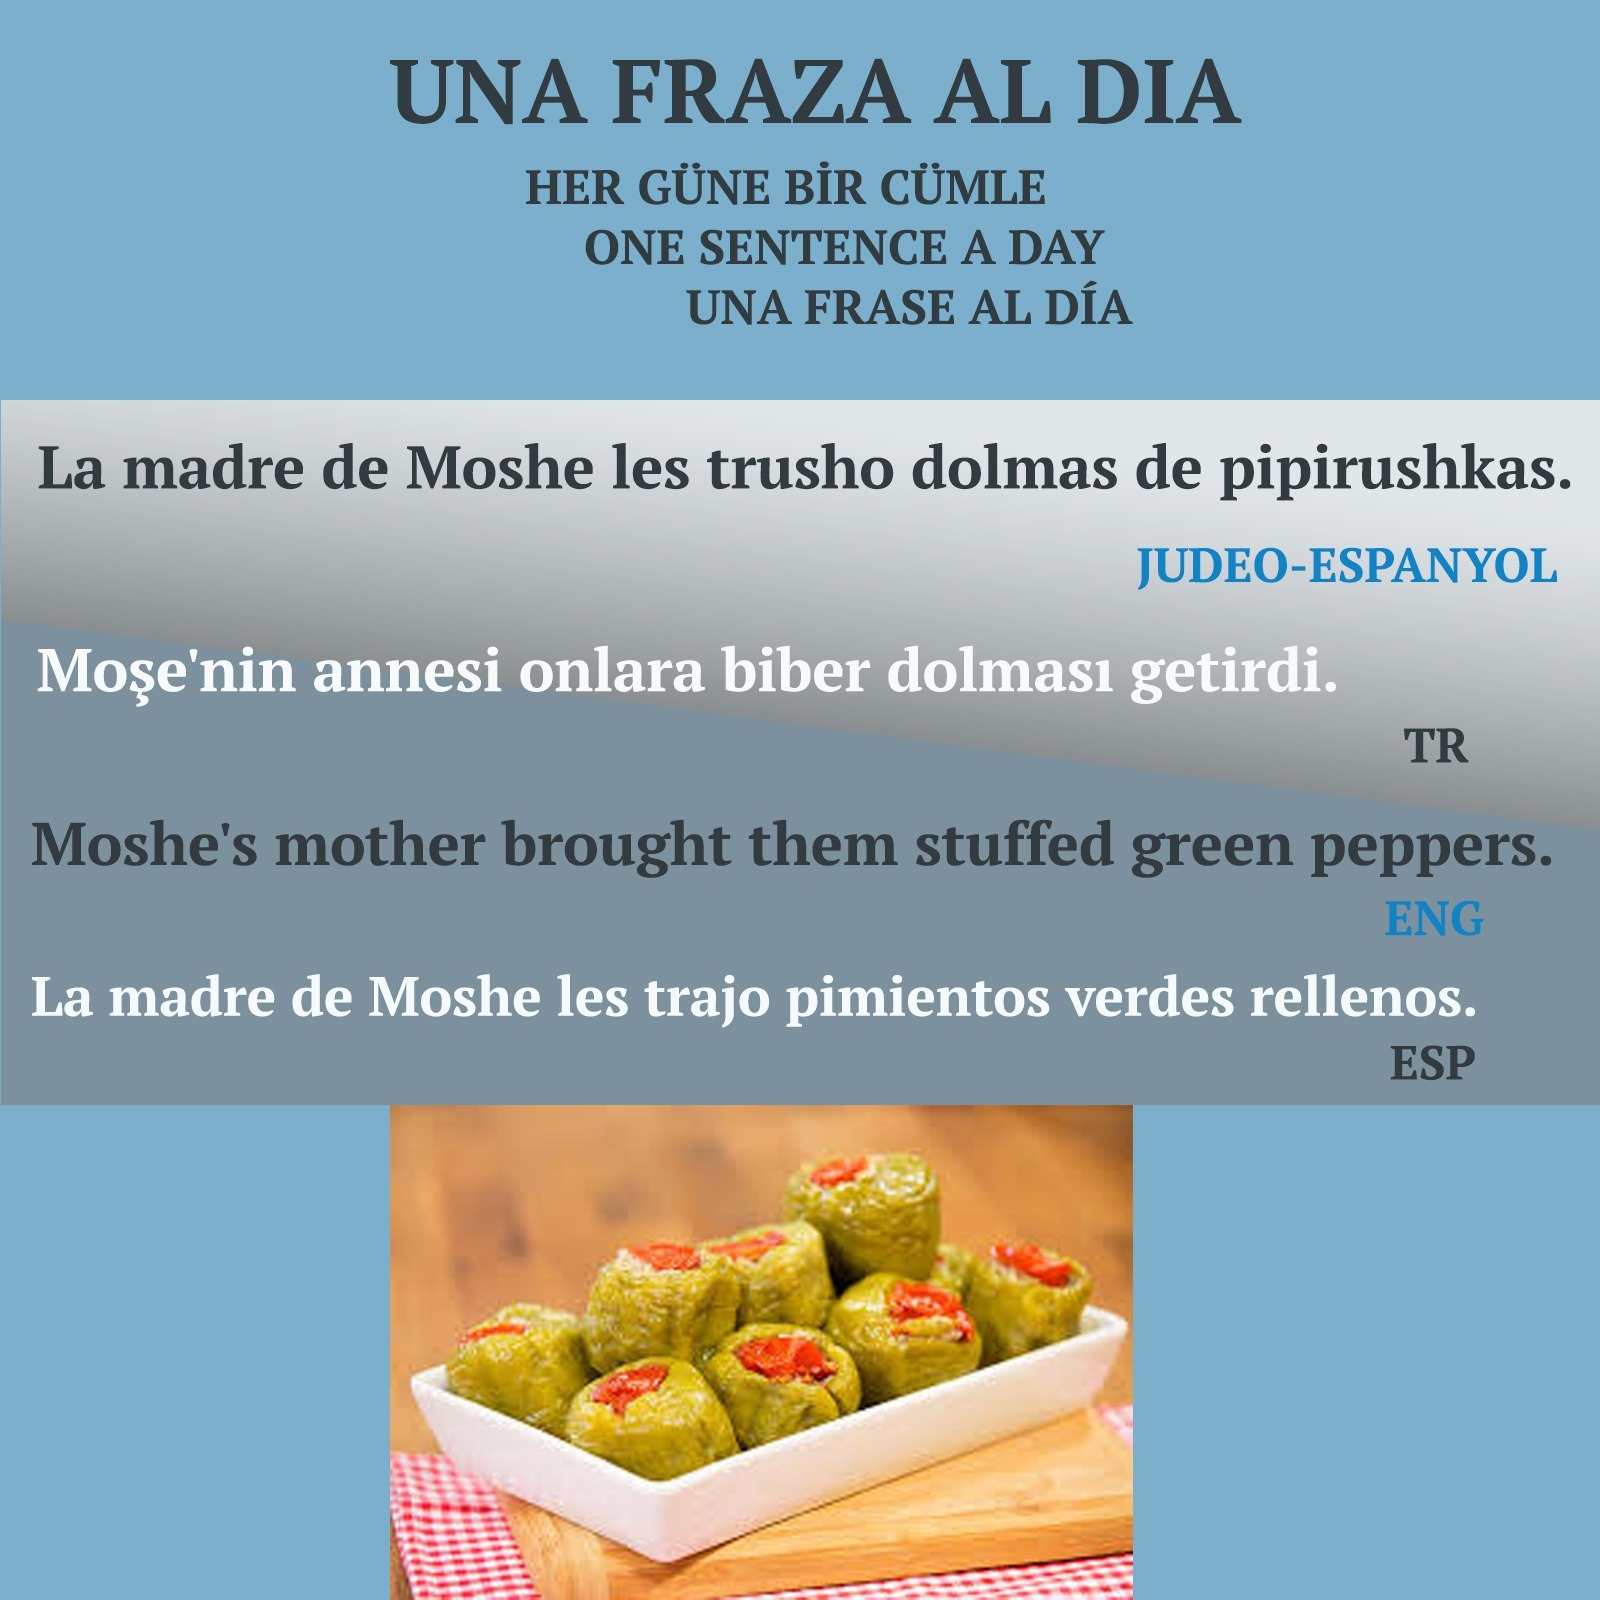 UNA FRAZA AL DIA
HER GÜNE BİR CÜMLE
ONE SENTENCE A DAY
UNA FRASE AL DÍA
La madre de Moshe les trusho dolmas de pipirushkas.
JUDEO-ESPANYOL
Moşe'nin annesi onlara biber dolması getirdi.
TR
Moshe's mother brought them stuffed green peppers.
ENG
La madre de Moshe les trajo pimientos verdes rellenos.
ESP